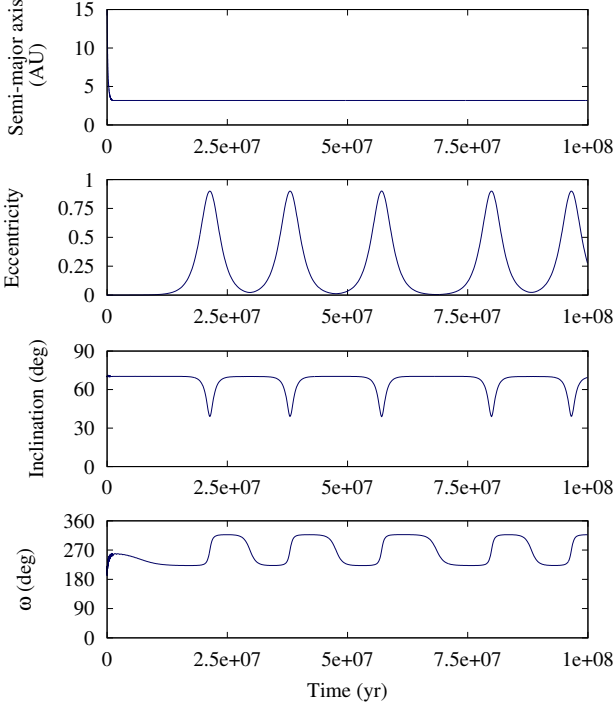 Semi-major axis
(AU)
15
10
5
0
0 2.5e+07 5e+07 7.5e+07 1e+08
Eccentricity
1
0.75
0.5
0.25
0
0 2.5e+07 5e+07 7.5e+07 1e+08
Inclination (deg)
90
60
30
0
0 2.5e+07 5e+07 7.5e+07 1e+08
ω (deg)
360
270
180
90
0
0 2.5e+07 5e+07 7.5e+07 1e+08
Time (yr)